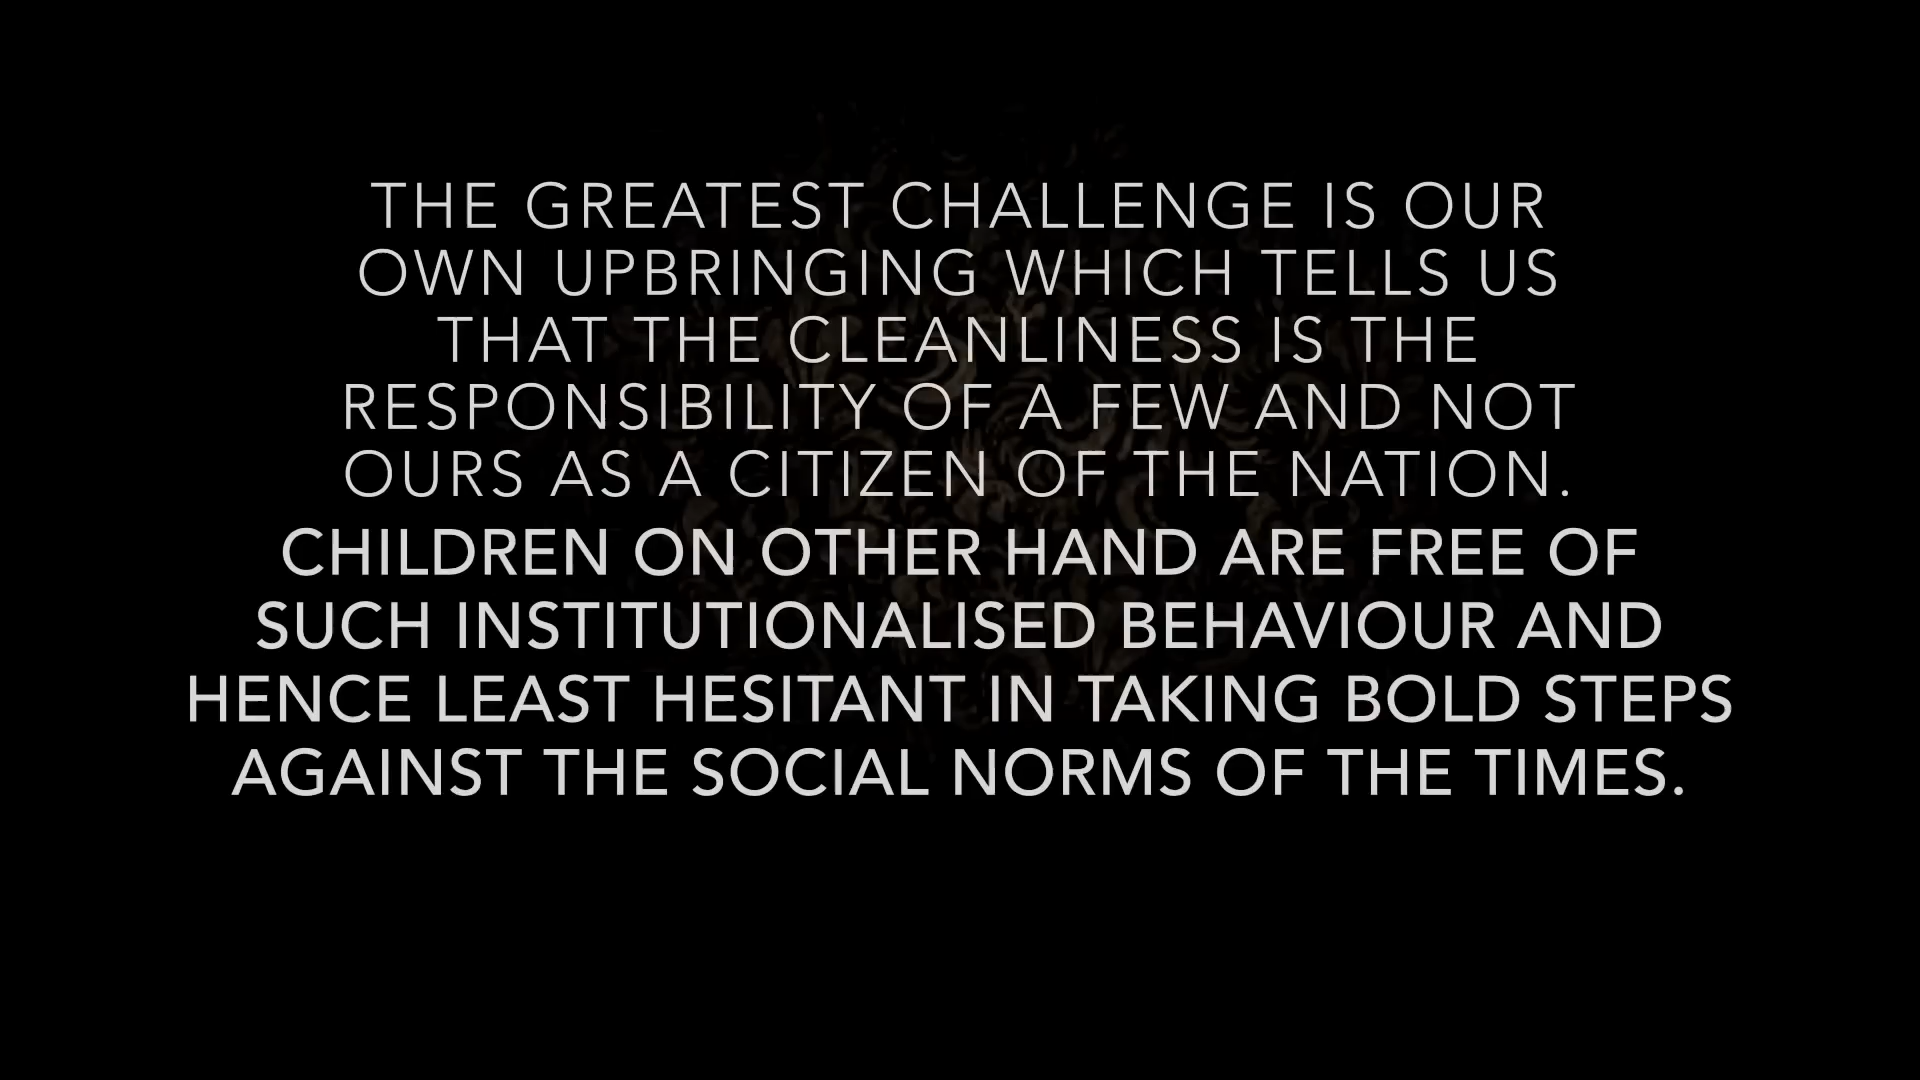 THE GREATEST CHALLENGE IS OUR
OWN UPBRINGING WHICH TELLS US
THAT THE CLEANLINESS IS THE
RESPONSIBILITY OF A FEW AND NOT
OURS AS A CITIZEN OF THE NATION.
CHILDREN ON OTHER HAND ARE FREE OF
SUCH INSTITUTIONALISED BEHAVIOUR AND
HENCE LEAST HESITANT IN TAKING BOLD STEPS
AGAINST THE SOCIAL NORMS OF THE TIMES.